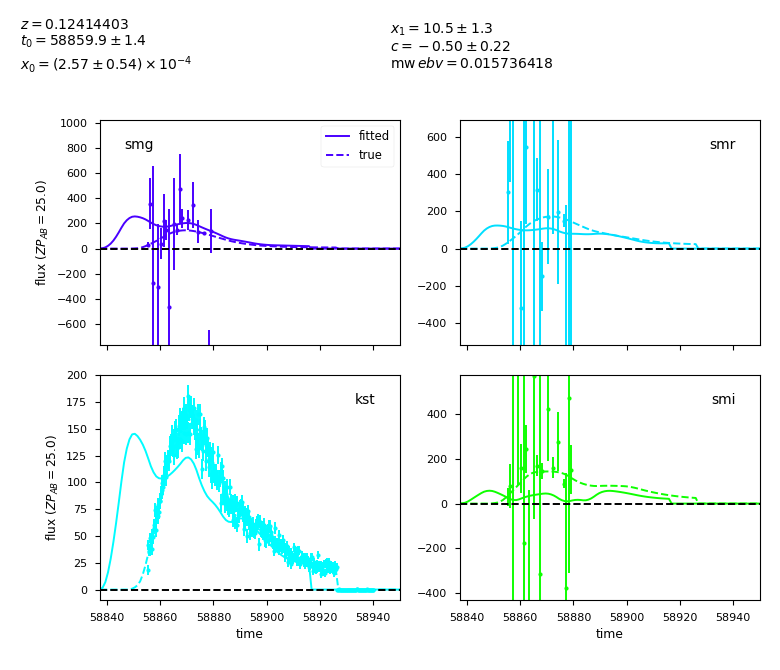 z = 0.12414403
t₀ = 58859.9 ± 1.4
x₀ = (2.57 ± 0.54) × 10⁻⁴
x₁ = 10.5 ± 1.3
c = −0.50 ± 0.22
mw ebv = 0.015736418
smg
fitted
true
1000
800
600
400
200
0
−200
−400
−600
flux (ZP_AB = 25.0)
smr
600
400
200
0
−200
−400
kst
200
175
150
125
100
75
50
25
0
flux (ZP_AB = 25.0)
58840 58860 58880 58900 58920 58940
time
smi
400
200
0
−200
−400
58840 58860 58880 58900 58920 58940
time